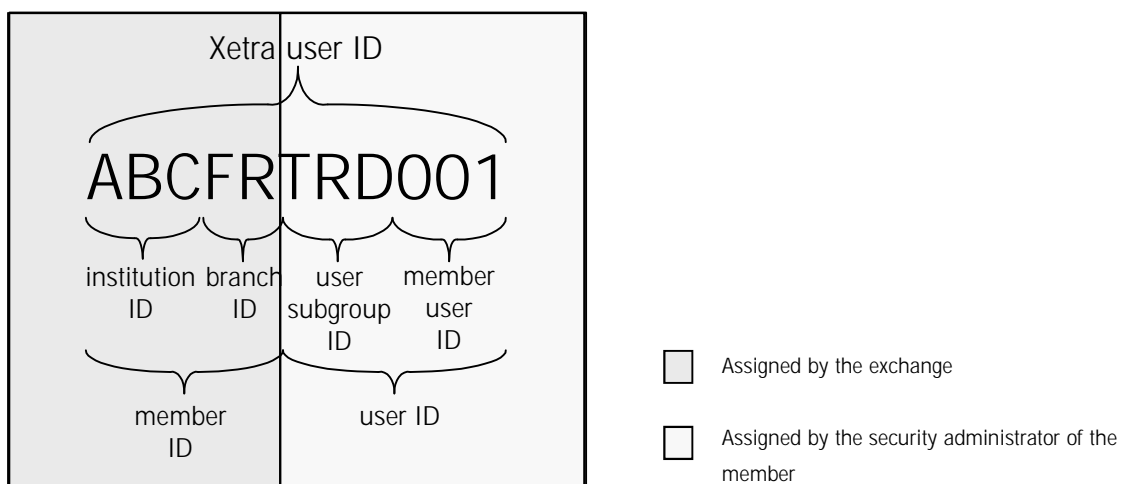 Xetra user ID
ABCFRTRD001
institution branch user member
ID ID subgroup user
ID ID
member user ID
ID
Assigned by the exchange
Assigned by the security administrator of the
member